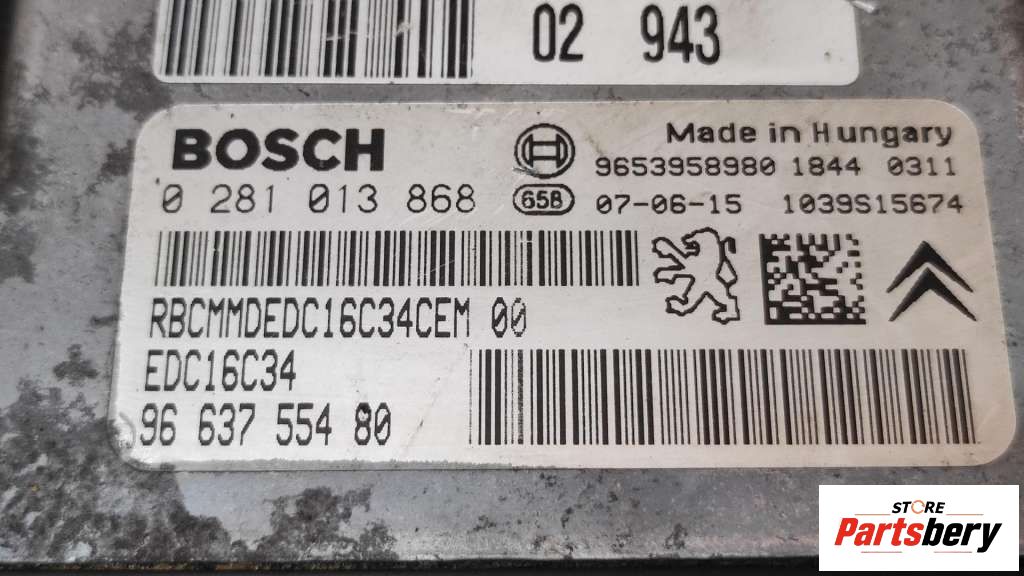 02 943
BOSCH
Made in Hungary
9653958980 1844 0311
0 281 013 868
658 07-06-15 1039S15674
RBCMMDEDC16C34CEM 00
EDC16C34
96 637 554 80
STORE
Partsbery